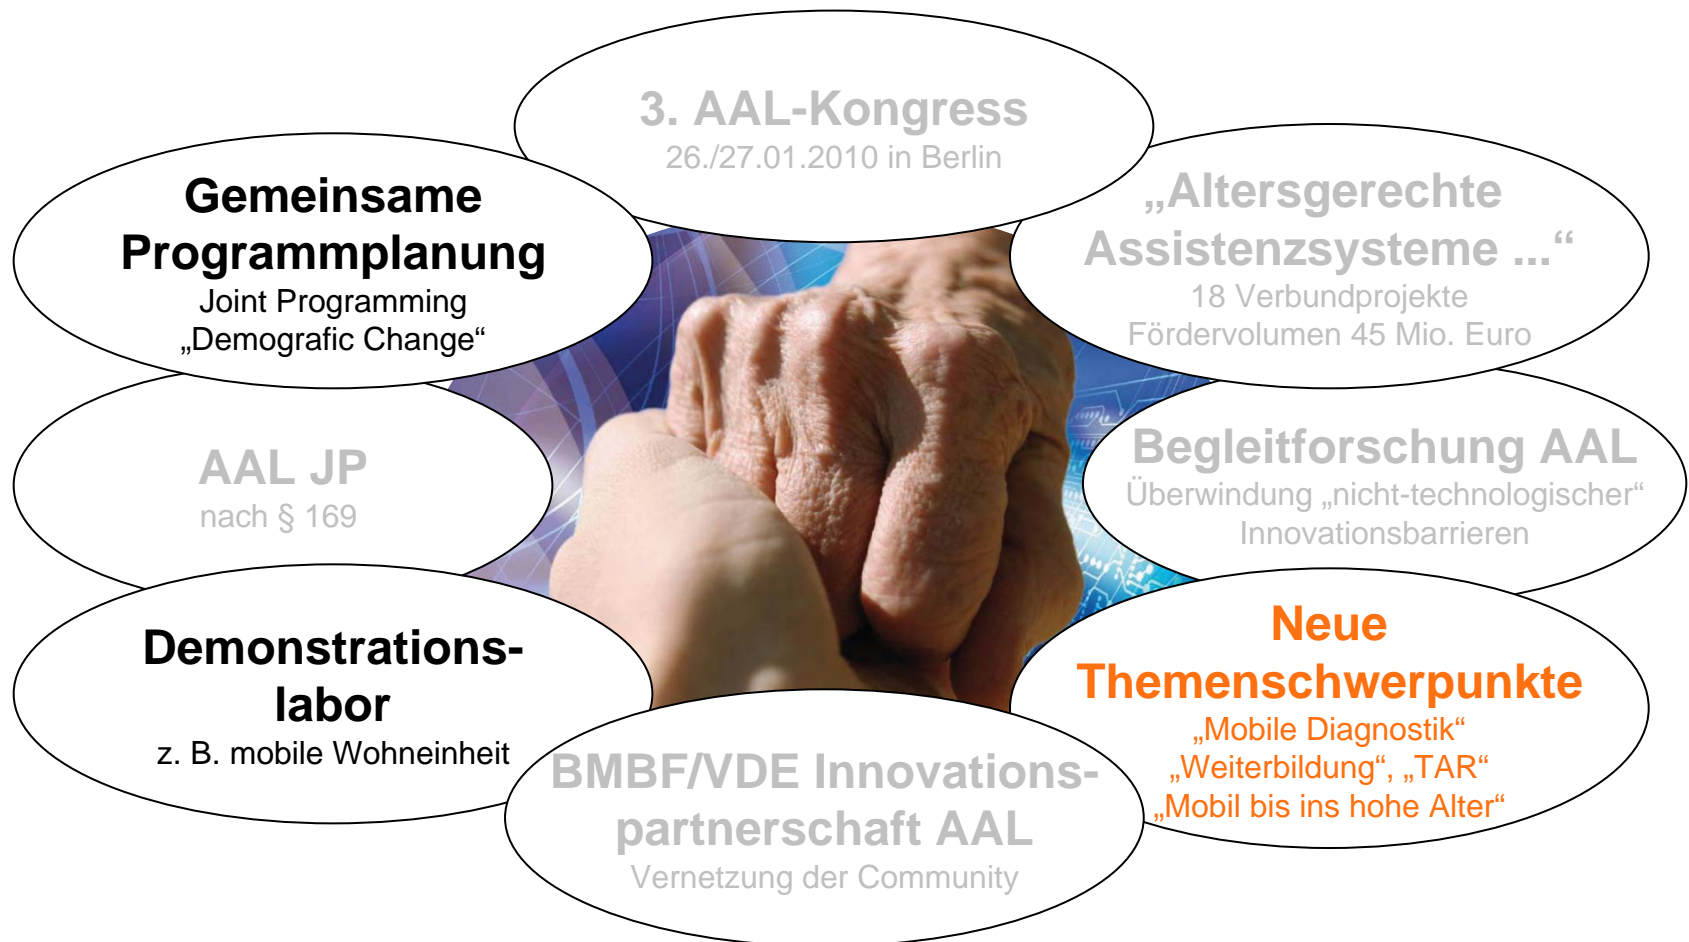 3. AAL-Kongress
26./27.01.2010 in Berlin
Gemeinsame
Programmplanung
Joint Programming
„Demografic Change“
„Altersgerechte
Assistenzsysteme ...“
18 Verbundprojekte
Fördervolumen 45 Mio. Euro
AAL JP
nach § 169
Begleitforschung AAL
Überwindung „nicht-technologischer“
Innovationsbarrieren
Demonstrations-
labor
z. B. mobile Wohneinheit
Neue
Themenschwerpunkte
„Mobile Diagnostik“
„Weiterbildung“, „TAR“
„Mobil bis ins hohe Alter“
BMBF/VDE Innovations-
partnerschaft AAL
Vernetzung der Community